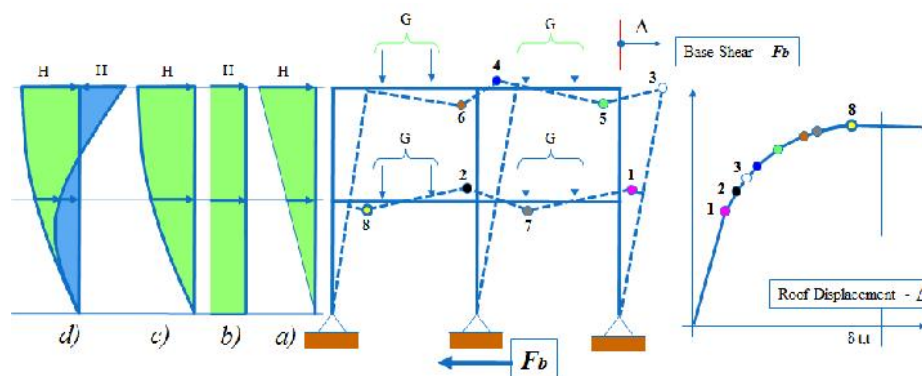 G
G
Δ
Base Shear - Fb
H
H
H
H
H
4
3
6
5
8
G
G
2
1
3
2
1
8
7
Roof Displacement - Δ
d)
c)
b)
a)
Fb